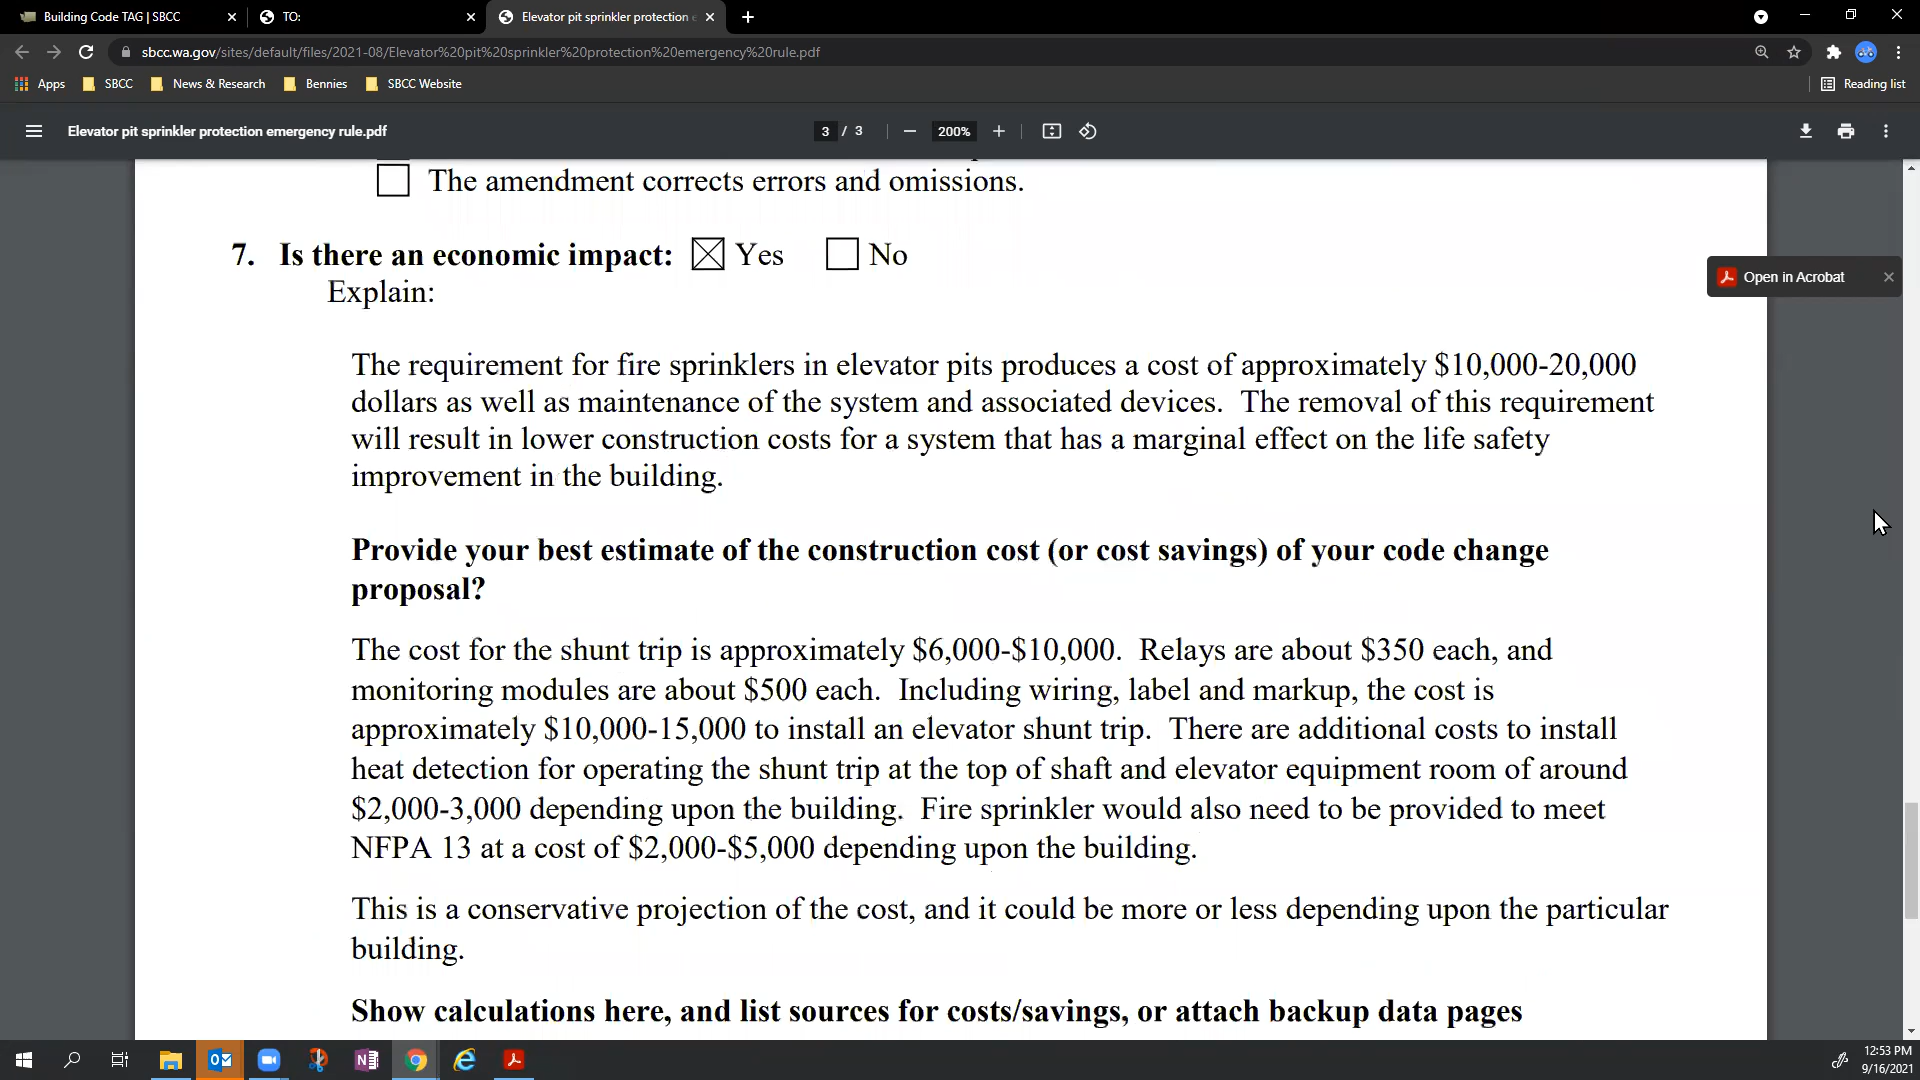 Building Code TAG | SBCC
TO:
Elevator pit sprinkler protection e
sbcc.wa.gov/sites/default/files/2021-08/Elevator%20pit%20sprinkler%20protection%20emergency%20rule.pdf
Apps
SBCC
News & Research
Bennies
SBCC Website
Reading list
Elevator pit sprinkler protection emergency rule.pdf
3 / 3
200%
The amendment corrects errors and omissions.
7. Is there an economic impact: Yes No
Explain:
Open in Acrobat
The requirement for fire sprinklers in elevator pits produces a cost of approximately $10,000-20,000
dollars as well as maintenance of the system and associated devices. The removal of this requirement
will result in lower construction costs for a system that has a marginal effect on the life safety
improvement in the building.
Provide your best estimate of the construction cost (or cost savings) of your code change
proposal?
The cost for the shunt trip is approximately $6,000-$10,000. Relays are about $350 each, and
monitoring modules are about $500 each. Including wiring, label and markup, the cost is
approximately $10,000-15,000 to install an elevator shunt trip. There are additional costs to install
heat detection for operating the shunt trip at the top of shaft and elevator equipment room of around
$2,000-3,000 depending upon the building. Fire sprinkler would also need to be provided to meet
NFPA 13 at a cost of $2,000-$5,000 depending upon the building.
This is a conservative projection of the cost, and it could be more or less depending upon the particular
building.
Show calculations here, and list sources for costs/savings, or attach backup data pages
12:53 PM
9/16/2021